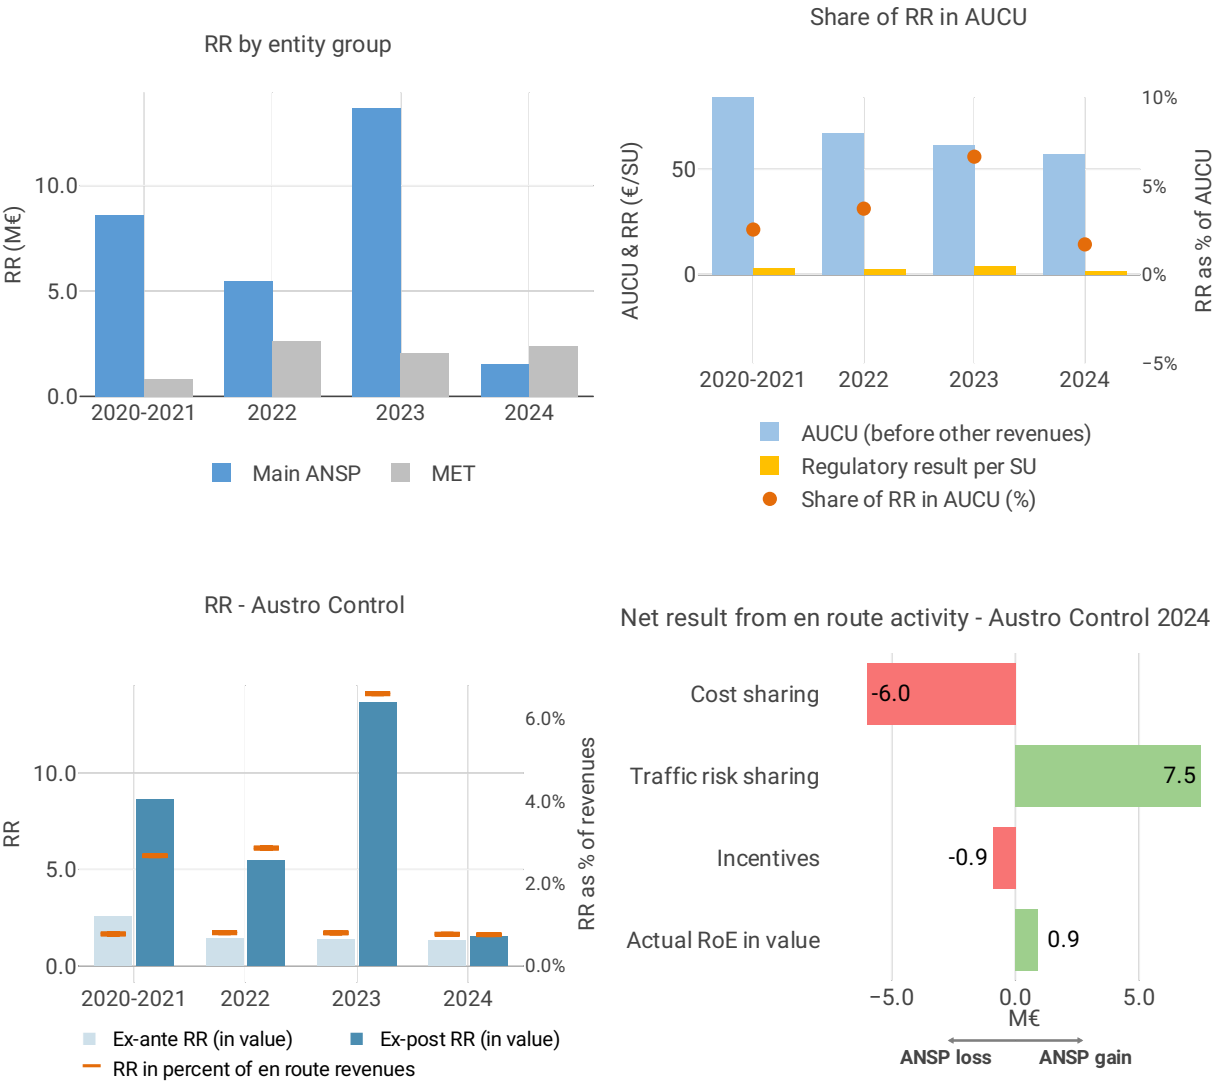 RR by entity group
RR (M€)
10.0
5.0
0.0
2020-2021 2022 2023 2024
Main ANSP MET
Share of RR in AUCU
AUCU & RR (€/SU)
50
0
10%
5%
0%
−5%
RR as % of AUCU
2020-2021 2022 2023 2024
AUCU (before other revenues)
Regulatory result per SU
Share of RR in AUCU (%)
RR - Austro Control
RR
10.0
5.0
0.0
6.0%
4.0%
2.0%
0.0%
RR as % of revenues
2020-2021 2022 2023 2024
Ex-ante RR (in value) Ex-post RR (in value)
RR in percent of en route revenues
Net result from en route activity - Austro Control 2024
Cost sharing -6.0
Traffic risk sharing 7.5
Incentives -0.9
Actual RoE in value 0.9
−5.0 0.0 5.0
M€
ANSP loss ANSP gain